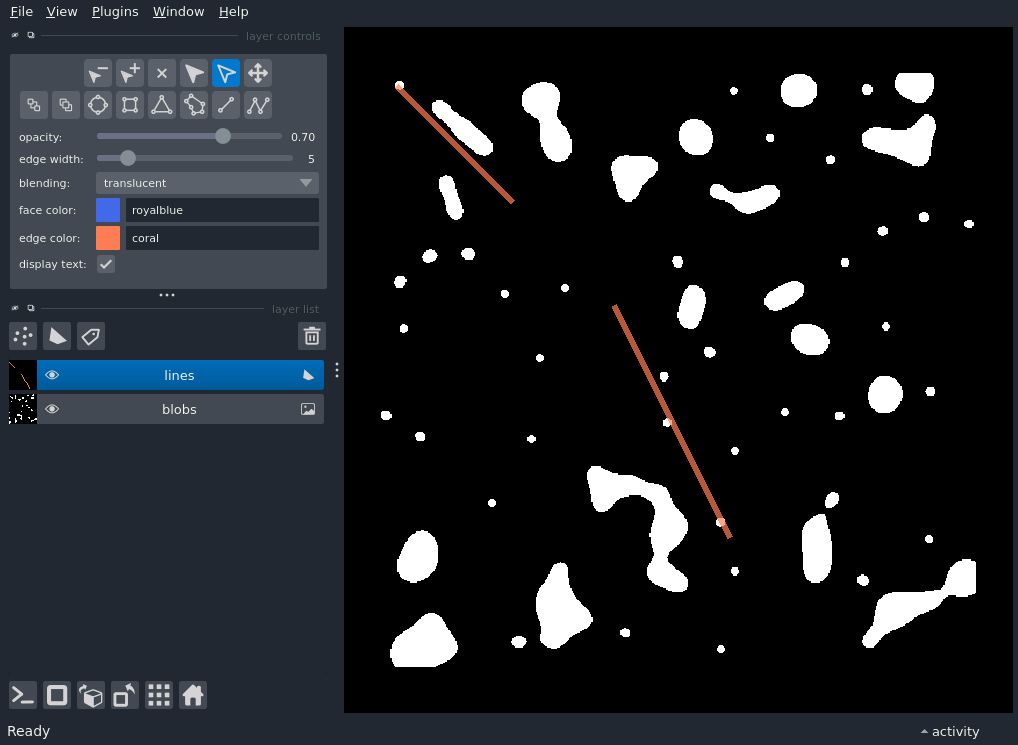 File View Plugins Window Help
layer controls
opacity: 0.70
edge width: 5
blending: translucent
face color: royalblue
edge color: coral
display text:
layer list
lines
blobs
Ready
activity